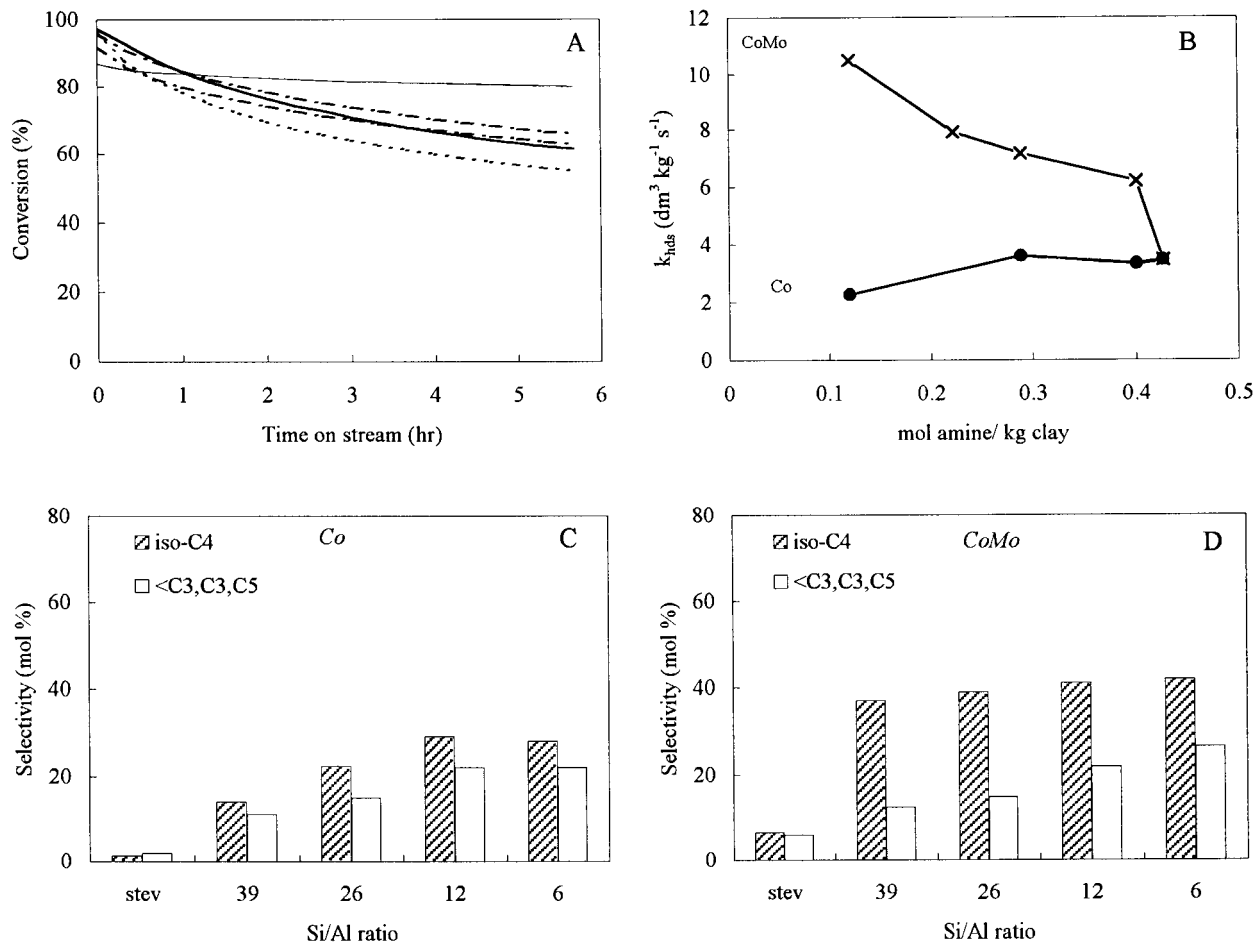 A
Conversion (%)
100
80
60
40
20
0
0 1 2 3 4 5 6
Time on stream (hr)
B
CoMo
Co
k_hds (dm³ kg⁻¹ s⁻¹)
12
10
8
6
4
2
0
0 0.1 0.2 0.3 0.4 0.5
mol amine/ kg clay
Co C
iso-C4
<C3,C3,C5
Selectivity (mol %)
80
60
40
20
0
stev 39 26 12 6
Si/Al ratio
CoMo D
iso-C4
<C3,C3,C5
Selectivity (mol %)
80
60
40
20
0
stev 39 26 12 6
Si/Al ratio